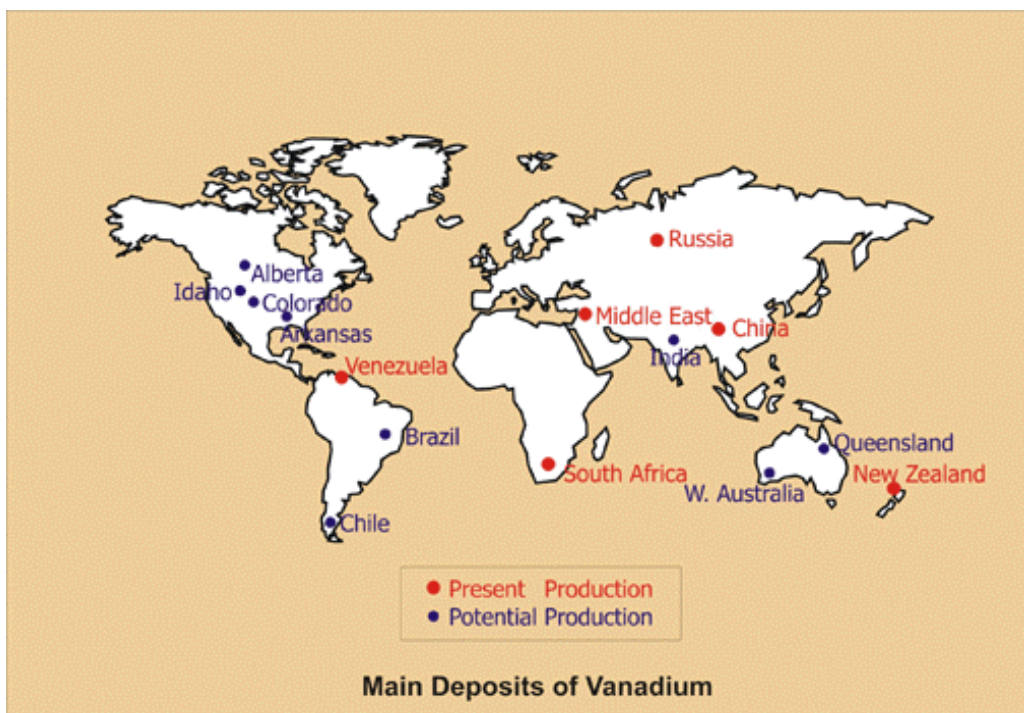 Russia
Alberta
Idaho
Colorado
Arkansas
Middle East
China
India
Venezuela
Brazil
Queensland
South Africa
New Zealand
W. Australia
Chile
Present Production
Potential Production
Main Deposits of Vanadium